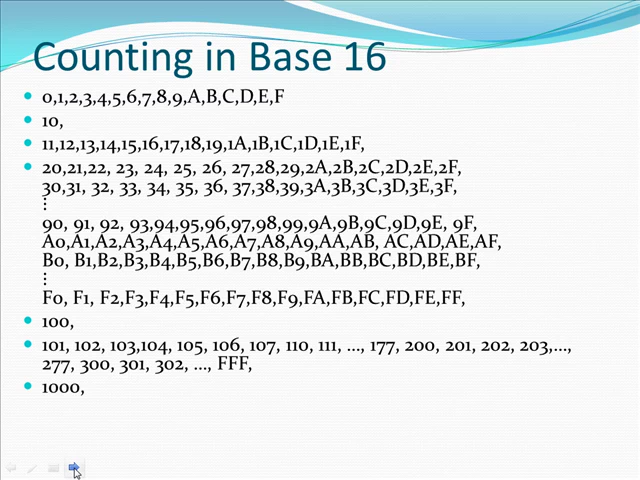 Counting in Base 16
0,1,2,3,4,5,6,7,8,9,A,B,C,D,E,F
10,
11,12,13,14,15,16,17,18,19,1A,1B,1C,1D,1E,1F,
20,21,22, 23, 24, 25, 26, 27,28,29,2A,2B,2C,2D,2E,2F,
30,31, 32, 33, 34, 35, 36, 37,38,39,3A,3B,3C,3D,3E,3F,
⋮
90, 91, 92, 93,94,95,96,97,98,99,9A,9B,9C,9D,9E, 9F,
A0,A1,A2,A3,A4,A5,A6,A7,A8,A9,AA,AB, AC,AD,AE,AF,
B0, B1,B2,B3,B4,B5,B6,B7,B8,B9,BA,BB,BC,BD,BE,BF,
⋮
F0, F1, F2,F3,F4,F5,F6,F7,F8,F9,FA,FB,FC,FD,FE,FF,
100,
101, 102, 103,104, 105, 106, 107, 110, 111, ..., 177, 200, 201, 202, 203,...,
277, 300, 301, 302, ..., FFF,
1000,